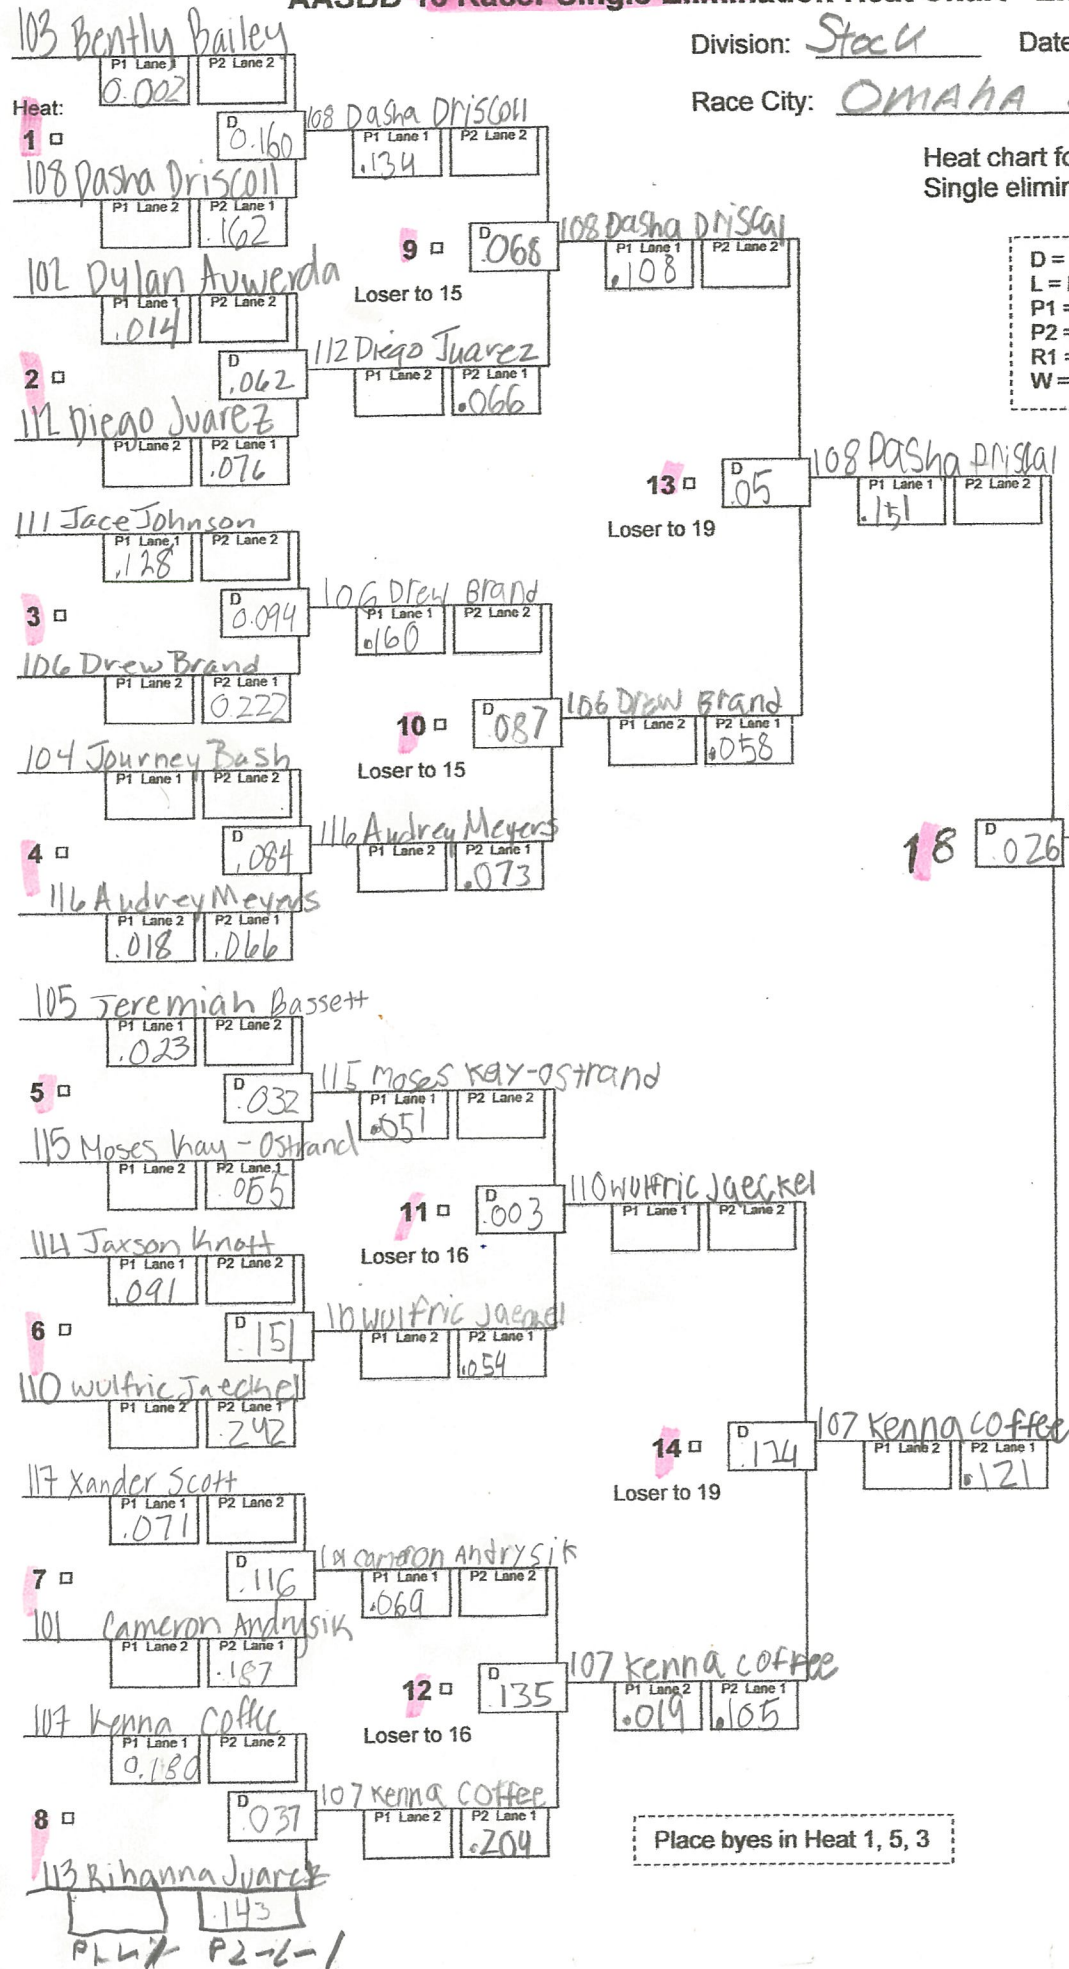 103 Bently Bailey
Division: Stock Date
P1 Lane 1 P2 Lane 2
0.002
Race City: OMAHA
Heat:
1
D 0.160
108 Dasha Driscoll
P1 Lane 1 P2 Lane 2
.134
Heat chart fo
Single elimin
108 Dasha Driscoll
P1 Lane 2 P2 Lane 1
.162
9
D .068
Loser to 15
108 Dasha Driscal
P1 Lane 1 P2 Lane 2
.108
D =
L =
P1 =
P2 =
R1 =
W =
102 Dylan Auwerda
P1 Lane 1 P2 Lane 2
.014
2
D .062
112 Diego Juarez
P1 Lane 2 P2 Lane 1
.066
112 Diego Juarez
P1 Lane 2 P2 Lane 1
.076
13
D .05
Loser to 19
108 Dasha Driscal
P1 Lane 1 P2 Lane 2
.151
111 Jace Johnson
P1 Lane 1 P2 Lane 2
.128
3
D 0.094
106 Drew Brand
P1 Lane 1 P2 Lane 2
.160
106 Drew Brand
P1 Lane 2 P2 Lane 1
0.222
10
D .087
Loser to 15
106 Drew Brand
P1 Lane 2 P2 Lane 1
.058
104 Journey Bash
P1 Lane 1 P2 Lane 2
4
D .084
116 Audrey Meyers
P1 Lane 2 P2 Lane 1
.073
18
D .026
116 Audrey Meyers
P1 Lane 2 P2 Lane 1
.018 .066
105 Jeremiah Bassett
P1 Lane 1 P2 Lane 2
.023
5
D .032
115 Moses Kay-Ostrand
P1 Lane 1 P2 Lane 2
.051
115 Moses Kay-Ostrand
P1 Lane 2 P2 Lane 1
.055
11
D .003
Loser to 16
110 Wulfric Jaeckel
P1 Lane 1 P2 Lane 2
114 Jaxson Knott
P1 Lane 1 P2 Lane 2
.091
6
D .151
10 Wulfric Jaeckel
P1 Lane 2 P2 Lane 1
.054
110 Wulfric Jaeckel
P1 Lane 2 P2 Lane 1
.242
14
D .124
Loser to 19
107 Kenna Coffee
P1 Lane 2 P2 Lane 1
.121
117 Xander Scott
P1 Lane 1 P2 Lane 2
.071
7
D .116
Cameron Andrysik
P1 Lane 1 P2 Lane 2
.069
101 Cameron Andrysik
P1 Lane 2 P2 Lane 1
.187
12
D .135
Loser to 16
107 Kenna Coffee
P1 Lane 2 P2 Lane 1
.019 .105
107 Kenna Coffee
P1 Lane 1 P2 Lane 2
0.180
8
D .037
107 Kenna Coffee
P1 Lane 2 P2 Lane 1
.204
Place byes in Heat 1, 5, 3
113 Rihanna Juarez
.143
P2-L-1